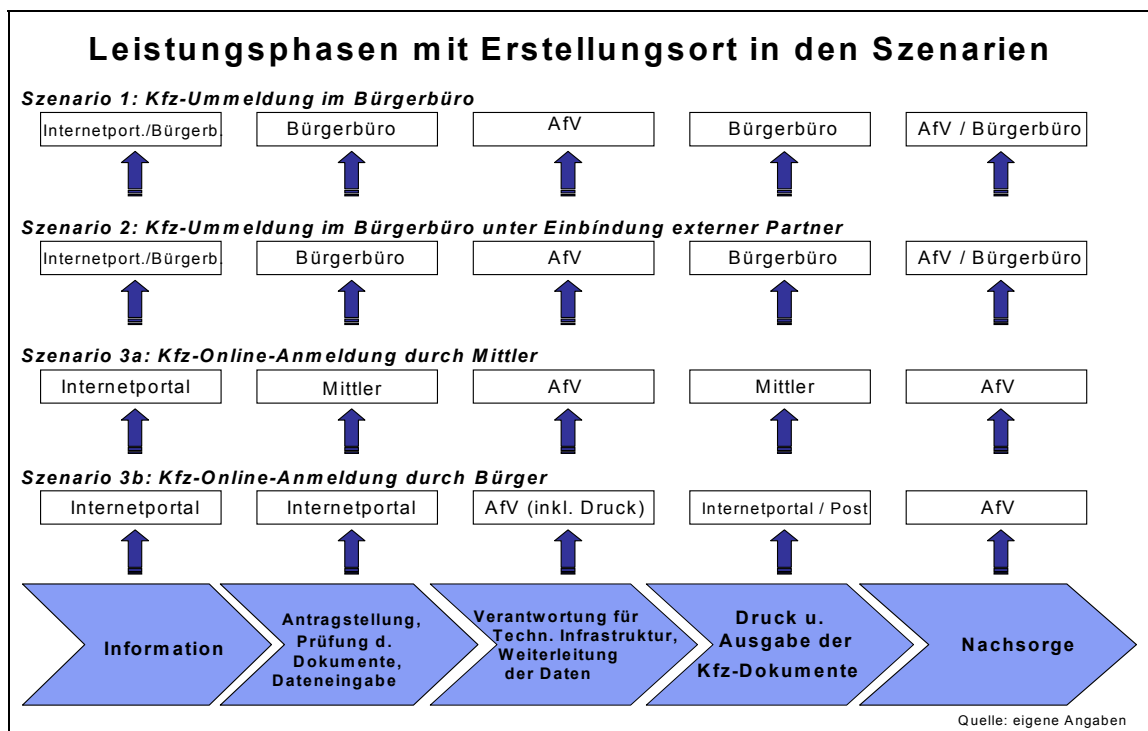 Leistungsphasen mit Erstellungsort in den Szenarien
Szenario 1: Kfz-Ummeldung im Bürgerbüro
Internetport./Bürgerb. Bürgerbüro AfV Bürgerbüro AfV / Bürgerbüro
Szenario 2: Kfz-Ummeldung im Bürgerbüro unter Einbíndung externer Partner
Internetport./Bürgerb. Bürgerbüro AfV Bürgerbüro AfV / Bürgerbüro
Szenario 3a: Kfz-Online-Anmeldung durch Mittler
Internetportal Mittler AfV Mittler AfV
Szenario 3b: Kfz-Online-Anmeldung durch Bürger
Internetportal Internetportal AfV (inkl. Druck) Internetportal / Post AfV
Information
Antragstellung,
Prüfung d.
Dokumente,
Dateneingabe
Verantwortung für
Techn. Infrastruktur,
Weiterleitung
der Daten
Druck u.
Ausgabe der
Kfz-Dokumente
Nachsorge
Quelle: eigene Angaben